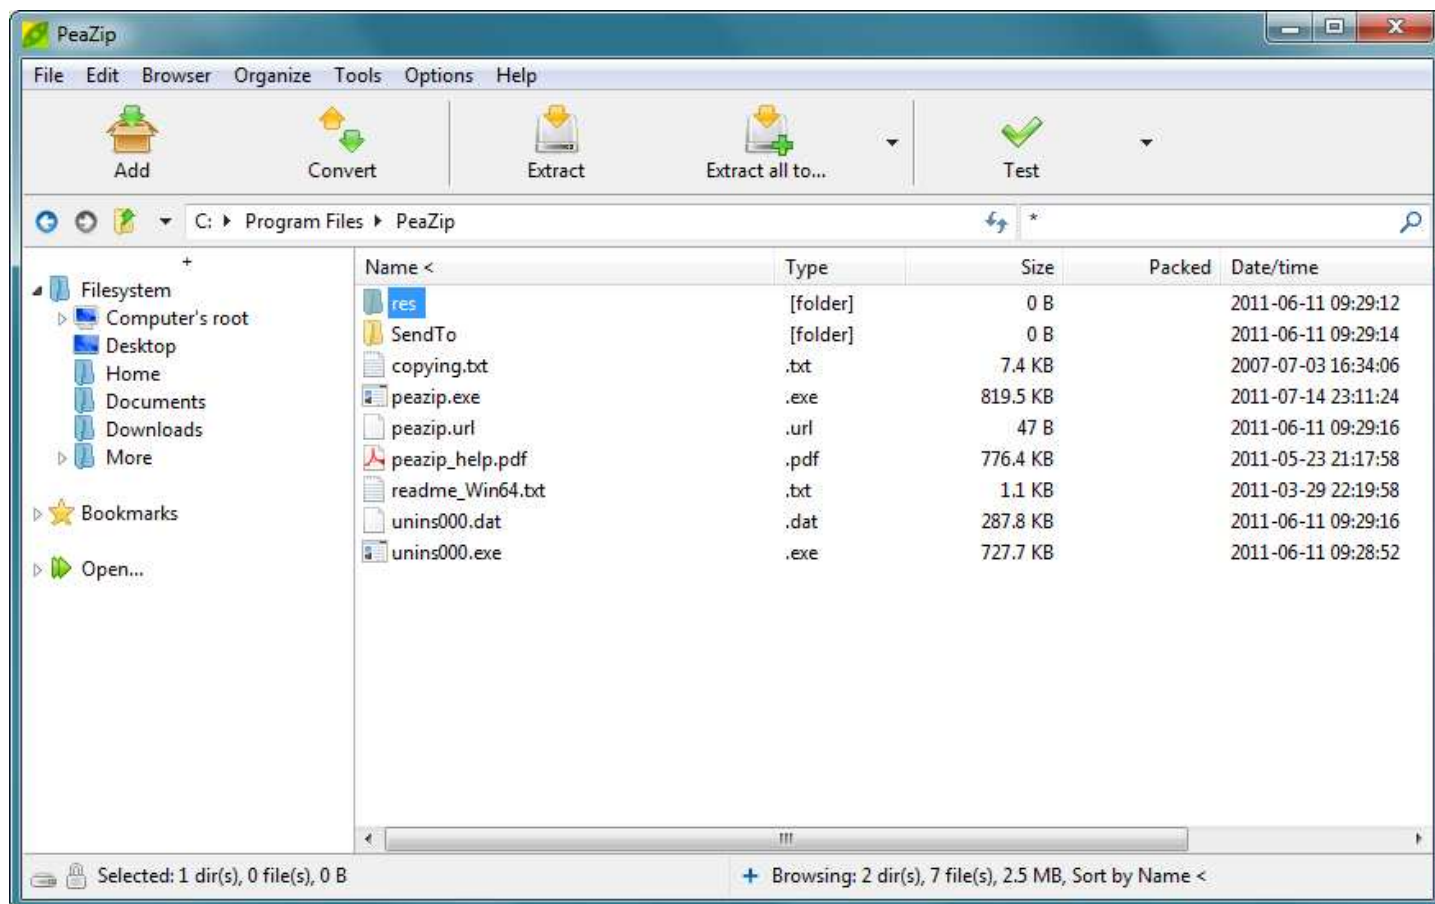 PeaZip
File Edit Browser Organize Tools Options Help
Add Convert Extract Extract all to... Test
C: Program Files PeaZip *
+
Name < Type Size Packed Date/time
Filesystem
Computer's root
Desktop
Home
Documents
Downloads
More
Bookmarks
Open...
res [folder] 0 B 2011-06-11 09:29:12
SendTo [folder] 0 B 2011-06-11 09:29:14
copying.txt .txt 7.4 KB 2007-07-03 16:34:06
peazip.exe .exe 819.5 KB 2011-07-14 23:11:24
peazip.url .url 47 B 2011-06-11 09:29:16
peazip_help.pdf .pdf 776.4 KB 2011-05-23 21:17:58
readme_Win64.txt .txt 1.1 KB 2011-03-29 22:19:58
unins000.dat .dat 287.8 KB 2011-06-11 09:29:16
unins000.exe .exe 727.7 KB 2011-06-11 09:28:52
Selected: 1 dir(s), 0 file(s), 0 B + Browsing: 2 dir(s), 7 file(s), 2.5 MB, Sort by Name <